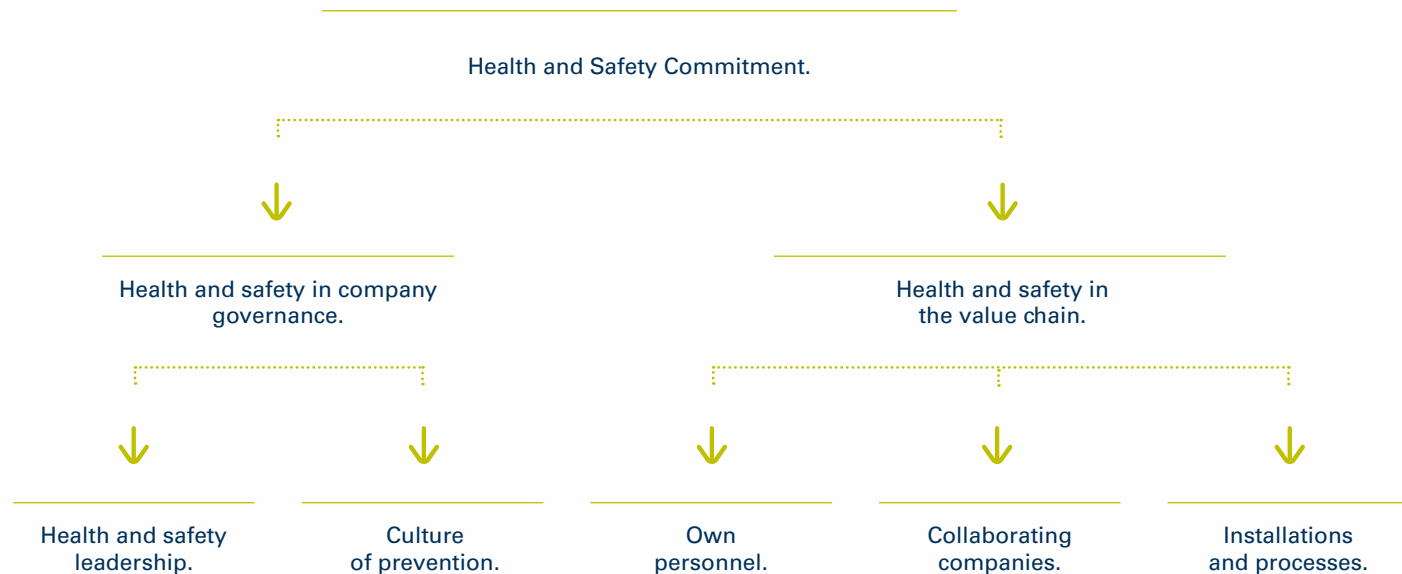 Health and Safety Commitment.
Health and safety in company
governance.
Health and safety in
the value chain.
Health and safety
leadership.
Culture
of prevention.
Own
personnel.
Collaborating
companies.
Installations
and processes.